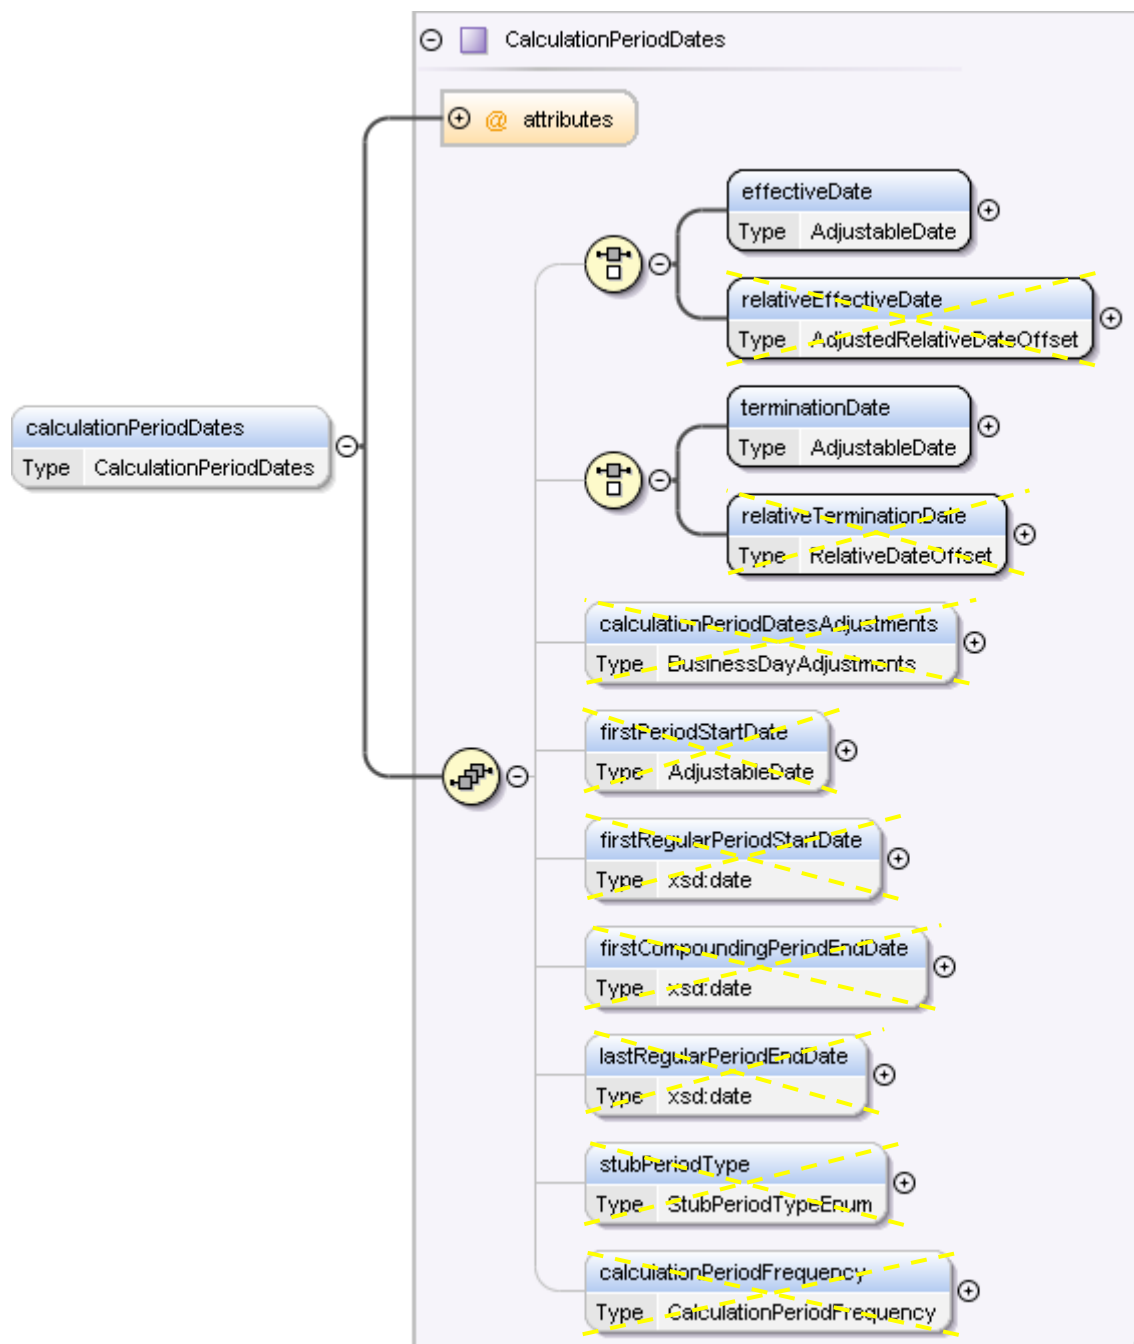 CalculationPeriodDates
@ attributes
effectiveDate
Type AdjustableDate
relativeEffectiveDate
Type AdjustedRelativeDateOffset
terminationDate
Type AdjustableDate
calculationPeriodDates
Type CalculationPeriodDates
relativeTerminationDate
Type RelativeDateOffset
calculationPeriodDatesAdjustments
Type BusinessDayAdjustments
firstPeriodStartDate
Type AdjustableDate
firstRegularPeriodStartDate
Type xsd:date
firstCompoundingPeriodEndDate
Type xsd:date
lastRegularPeriodEndDate
Type xsd:date
stubPeriodType
Type StubPeriodTypeEnum
calculationPeriodFrequency
Type CalculationPeriodFrequency